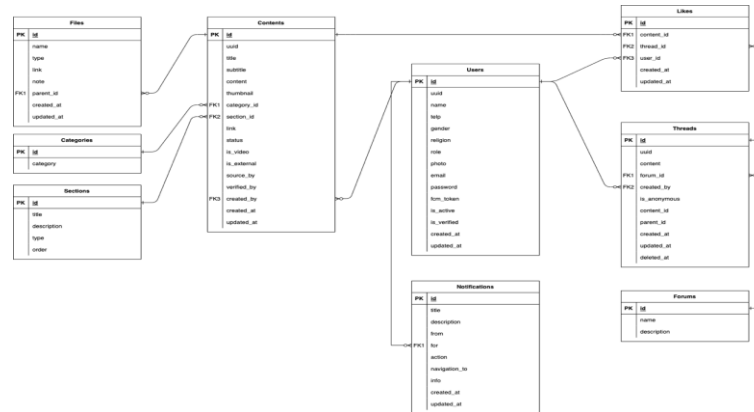 Files
PK id
name
type
link
note
FK1 parent_id
created_at
updated_at
Categories
PK id
category
Sections
PK id
title
description
type
order
Contents
PK id
uuid
title
subtitle
content
thumbnail
FK1 category_id
FK2 section_id
link
status
is_video
is_external
source_by
verified_by
FK3 created_by
created_at
updated_at
Users
PK id
uuid
name
telp
gender
religion
role
photo
email
password
fcm_token
is_active
is_verified
created_at
updated_at
Notifications
PK id
title
description
from
FK1 for
action
navigation_to
info
created_at
updated_at
Likes
PK id
FK1 content_id
FK2 thread_id
FK3 user_id
created_at
updated_at
Threads
PK id
uuid
content
FK1 forum_id
FK2 created_by
is_anonymous
content_id
parent_id
created_at
updated_at
deleted_at
Forums
PK id
name
description